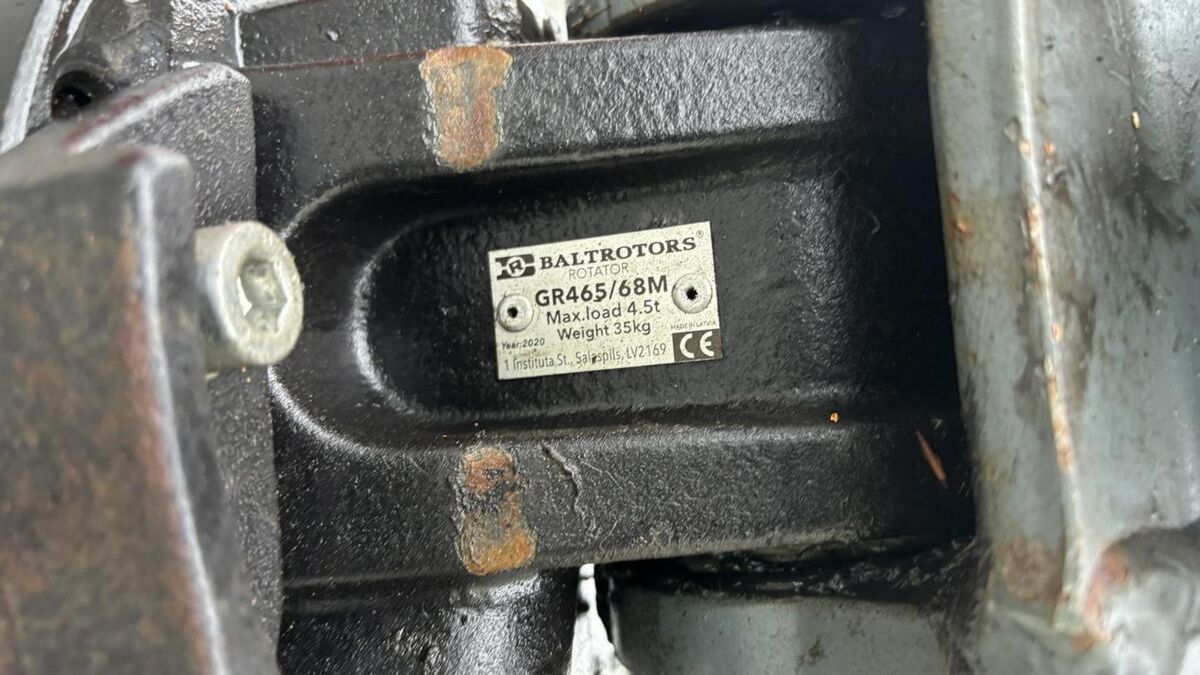 BALTROTORS®
ROTATOR
GR465/68M
Max.load 4.5t
Weight 35kg
Year:2020
MADE IN LATVIA
1 Instituta St., Salaspils, LV2169
CE